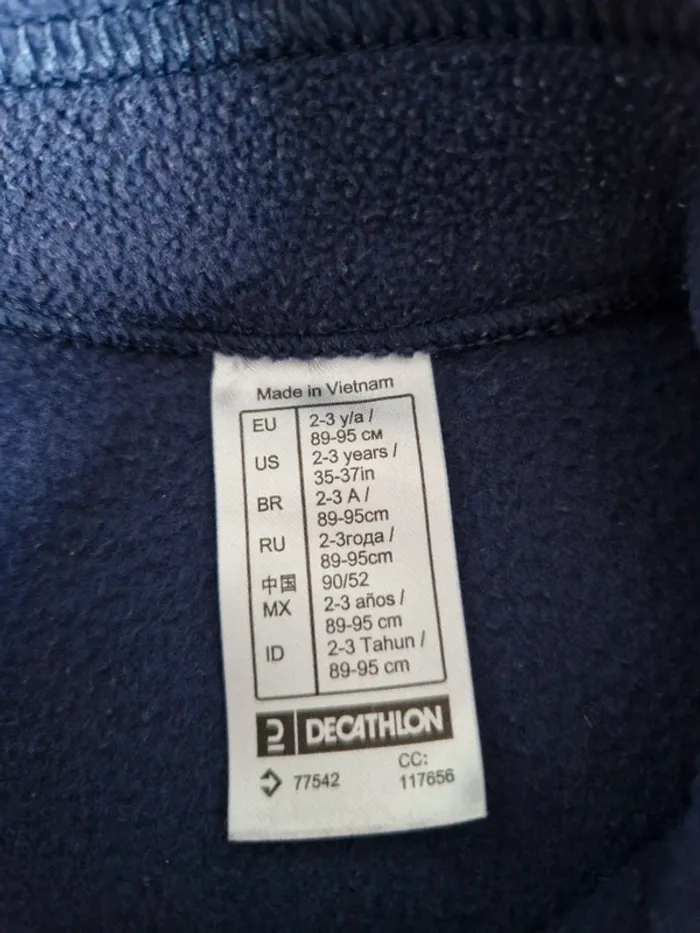 Made in Vietnam
EU 2-3 y/a /
89-95 см
US 2-3 years /
35-37in
BR 2-3 A /
89-95cm
RU 2-3года /
89-95cm
中国 90/52
MX 2-3 años /
89-95 cm
ID 2-3 Tahun /
89-95 cm
DECATHLON
77542 CC:
117656